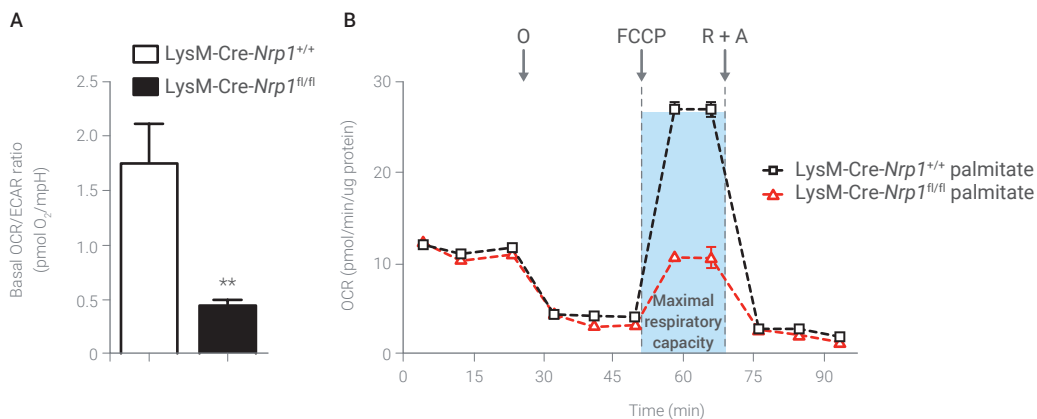 A
LysM-Cre-Nrp1+/+
LysM-Cre-Nrp1fl/fl
Basal OCR/ECAR ratio
(pmol O2/mpH)
2.5
2.0
1.5
1.0
0.5
0
**
B
O
FCCP
R + A
OCR (pmol/min/ug protein)
30
20
10
0
Maximal
respiratory
capacity
0
15
30
45
60
75
90
Time (min)
LysM-Cre-Nrp1+/+ palmitate
LysM-Cre-Nrp1fl/fl palmitate